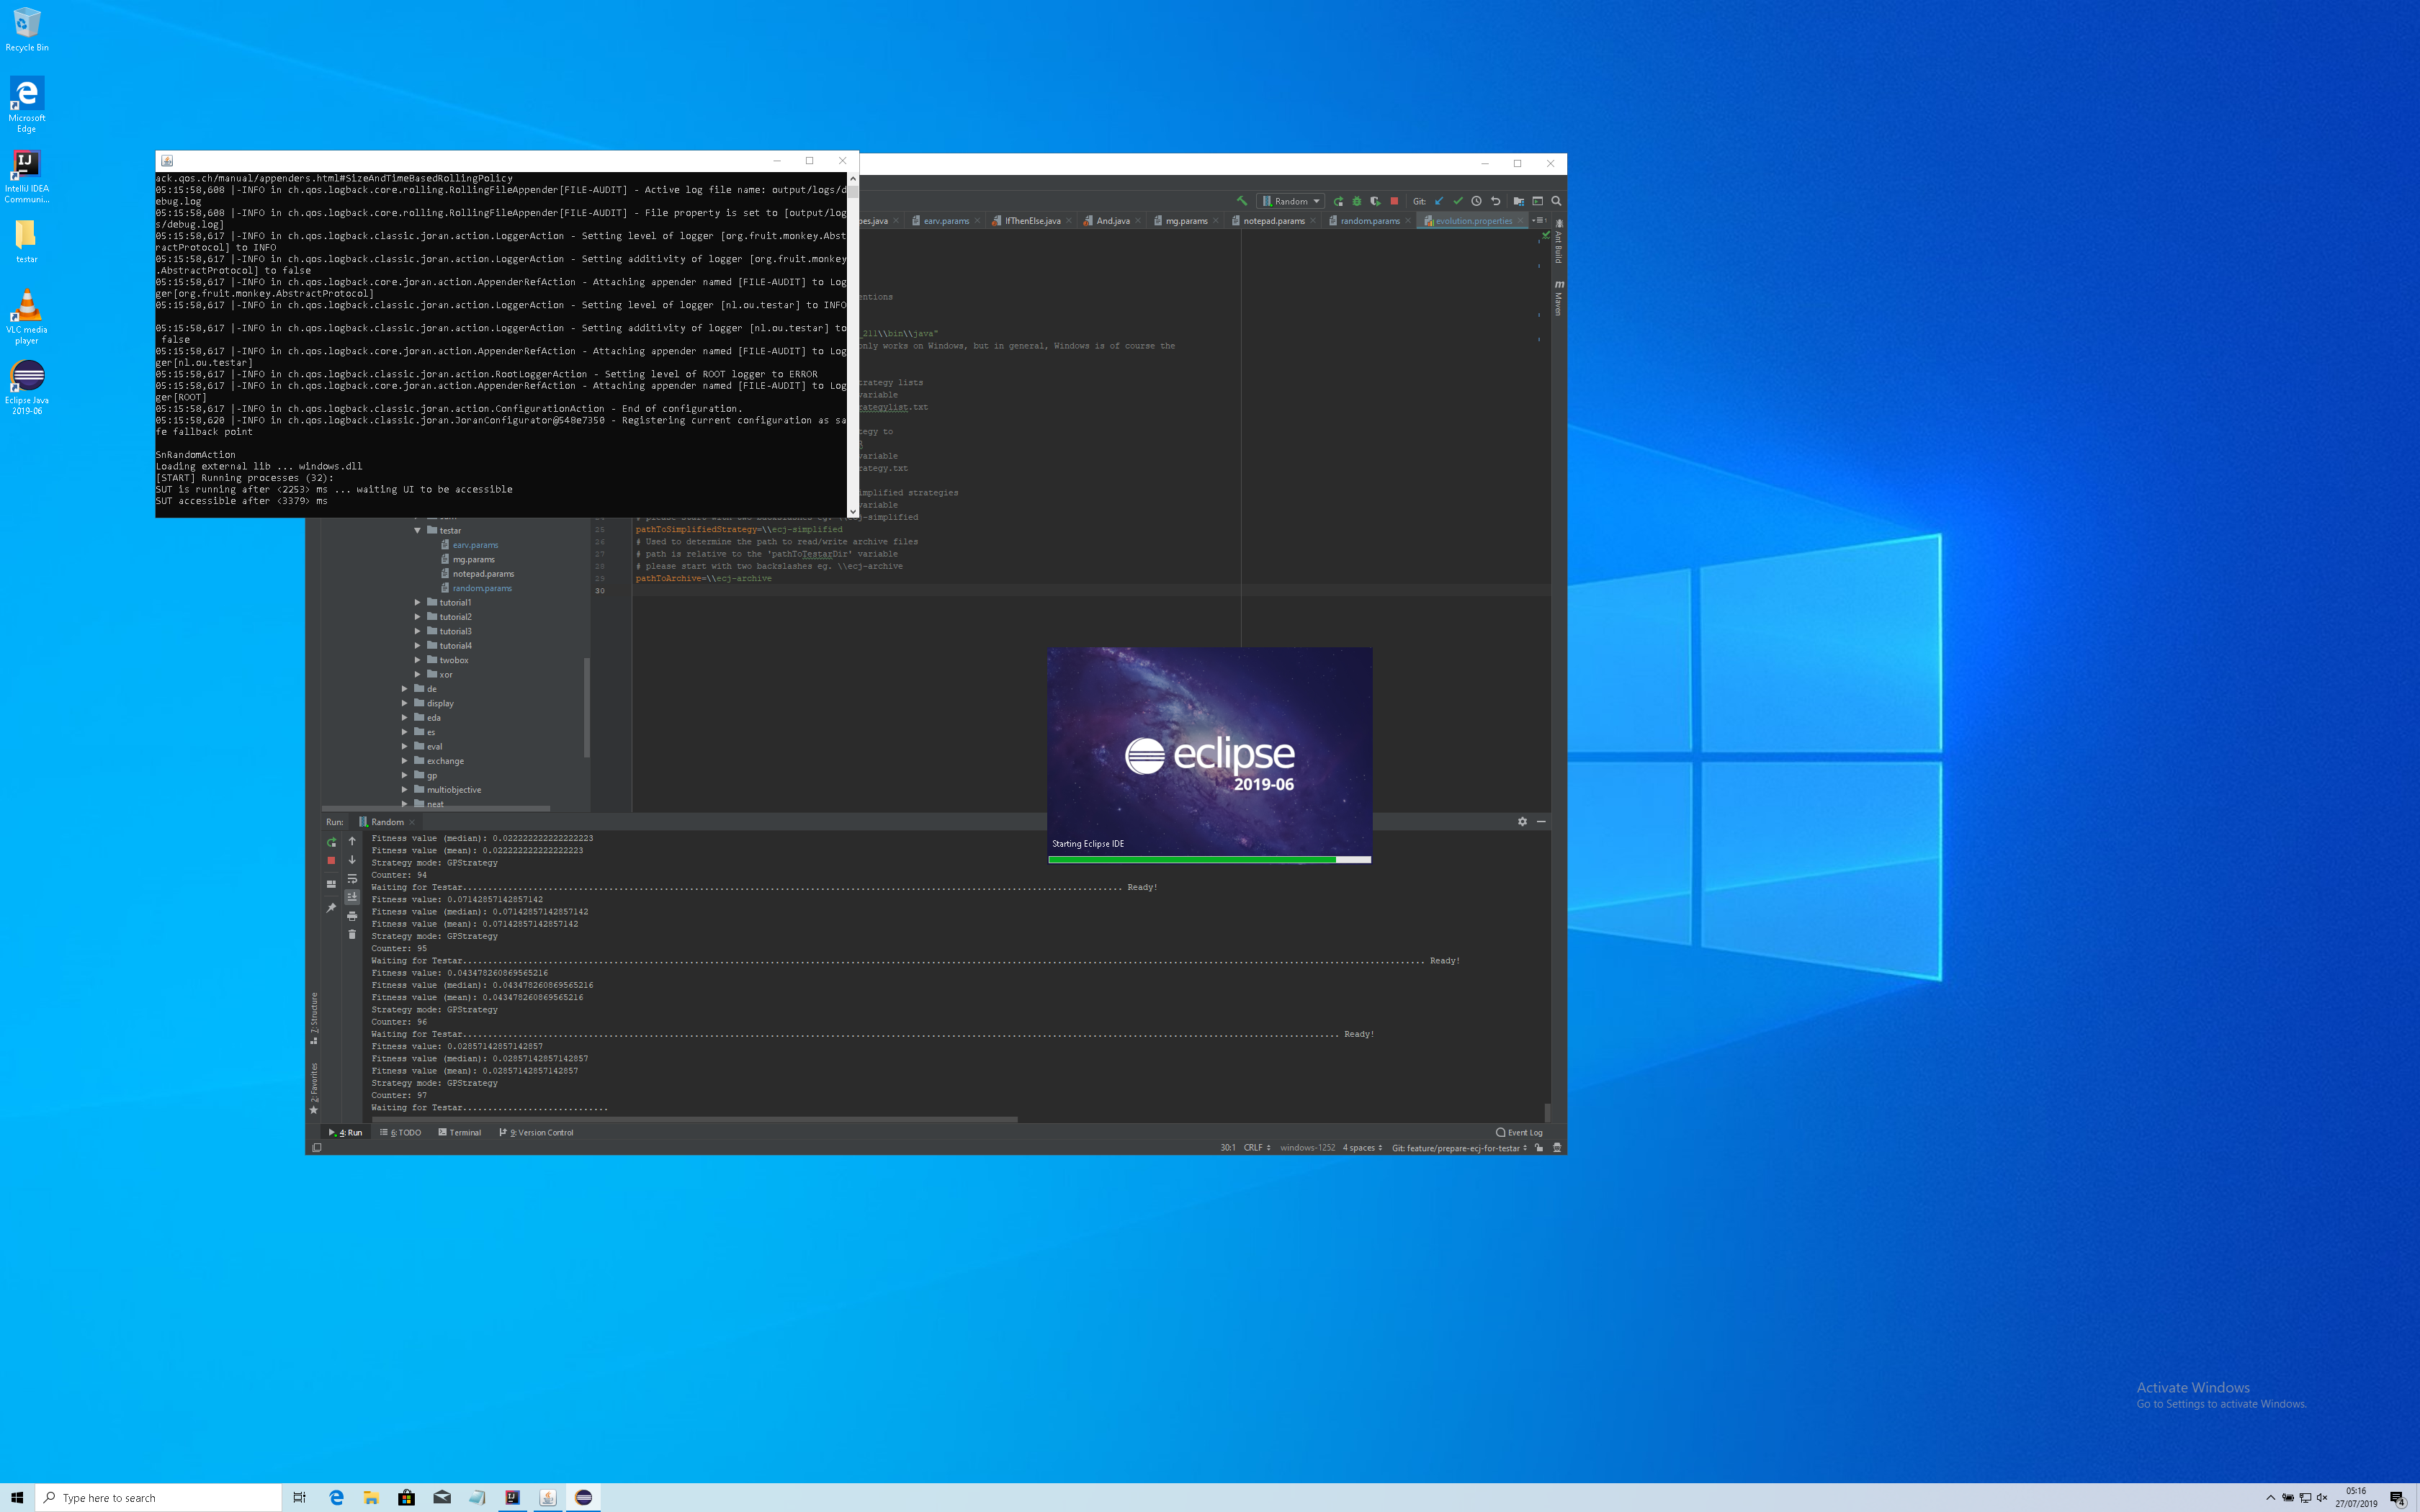 Recycle Bin
Microsoft
Edge
IntelliJ IDEA
Communi...
testar
VLC media
player
Eclipse Java
2019-06
ack.qos.ch/manual/appenders.html#SizeAndTimeBasedRollingPolicy
05:15:58,608 |-INFO in ch.qos.logback.core.rolling.RollingFileAppender[FILE-AUDIT] - Active log file name: output/logs/d
ebug.log
05:15:58,608 |-INFO in ch.qos.logback.core.rolling.RollingFileAppender[FILE-AUDIT] - File property is set to [output/log
s/debug.log]
05:15:58,617 |-INFO in ch.qos.logback.classic.joran.action.LoggerAction - Setting level of logger [org.fruit.monkey.Abst
ractProtocol] to INFO
05:15:58,617 |-INFO in ch.qos.logback.classic.joran.action.LoggerAction - Setting additivity of logger [org.fruit.monkey
.AbstractProtocol] to false
05:15:58,617 |-INFO in ch.qos.logback.core.joran.action.AppenderRefAction - Attaching appender named [FILE-AUDIT] to Log
ger[org.fruit.monkey.AbstractProtocol]
05:15:58,617 |-INFO in ch.qos.logback.classic.joran.action.LoggerAction - Setting level of logger [nl.ou.testar] to INFO
05:15:58,617 |-INFO in ch.qos.logback.classic.joran.action.LoggerAction - Setting additivity of logger [nl.ou.testar] to
false
05:15:58,617 |-INFO in ch.qos.logback.core.joran.action.AppenderRefAction - Attaching appender named [FILE-AUDIT] to Log
ger[nl.ou.testar]
05:15:58,617 |-INFO in ch.qos.logback.classic.joran.action.RootLoggerAction - Setting level of ROOT logger to ERROR
05:15:58,617 |-INFO in ch.qos.logback.core.joran.action.AppenderRefAction - Attaching appender named [FILE-AUDIT] to Log
ger[ROOT]
05:15:58,617 |-INFO in ch.qos.logback.classic.joran.action.ConfigurationAction - End of configuration.
05:15:58,620 |-INFO in ch.qos.logback.classic.joran.JoranConfigurator@548e7350 - Registering current configuration as sa
fe fallback point
SnRandomAction
Loading external lib ... windows.dll
[START] Running processes (32):
SUT is running after <2253> ms ... waiting UI to be accessible
SUT accessible after <3379> ms
Random
Git:
pes.java
earv.params
IfThenElse.java
And.java
mg.params
notepad.params
random.params
evolution.properties
Ant Build
Maven
entions
_211\\bin\\java"
only works on Windows, but in general, Windows is of course the
trategy lists
variable
rategylist.txt
tegy to
variable
rategy.txt
implified strategies
variable
# please start with two backslashes eg. \\ecj-simplified
25 pathToSimplifiedStrategy=\\ecj-simplified
26 # Used to determine the path to read/write archive files
27 # path is relative to the 'pathToTestarDir' variable
28 # please start with two backslashes eg. \\ecj-archive
29 pathToArchive=\\ecj-archive
30
testar
earv.params
mg.params
notepad.params
random.params
tutorial1
tutorial2
tutorial3
tutorial4
twobox
xor
de
display
eda
es
eval
exchange
gp
multiobjective
neat
eclipse
2019-06
Starting Eclipse IDE
Run: Random
Fitness value (median): 0.022222222222222223
Fitness value (mean): 0.022222222222222223
Strategy mode: GPStrategy
Counter: 94
Waiting for Testar.................................................................................................................................... Ready!
Fitness value: 0.07142857142857142
Fitness value (median): 0.07142857142857142
Fitness value (mean): 0.07142857142857142
Strategy mode: GPStrategy
Counter: 95
Waiting for Testar................................................................................................................................................................................................ Ready!
Fitness value: 0.043478260869565216
Fitness value (median): 0.043478260869565216
Fitness value (mean): 0.043478260869565216
Strategy mode: GPStrategy
Counter: 96
Waiting for Testar............................................................................................................................................................................... Ready!
Fitness value: 0.02857142857142857
Fitness value (median): 0.02857142857142857
Fitness value (mean): 0.02857142857142857
Strategy mode: GPStrategy
Counter: 97
Waiting for Testar.............................
7: Structure
2: Favorites
4: Run
6: TODO
Terminal
9: Version Control
Event Log
30:1 CRLF windows-1252 4 spaces Git: feature/prepare-ecj-for-testar
Activate Windows
Go to Settings to activate Windows.
Type here to search
05:16
27/07/2019
4